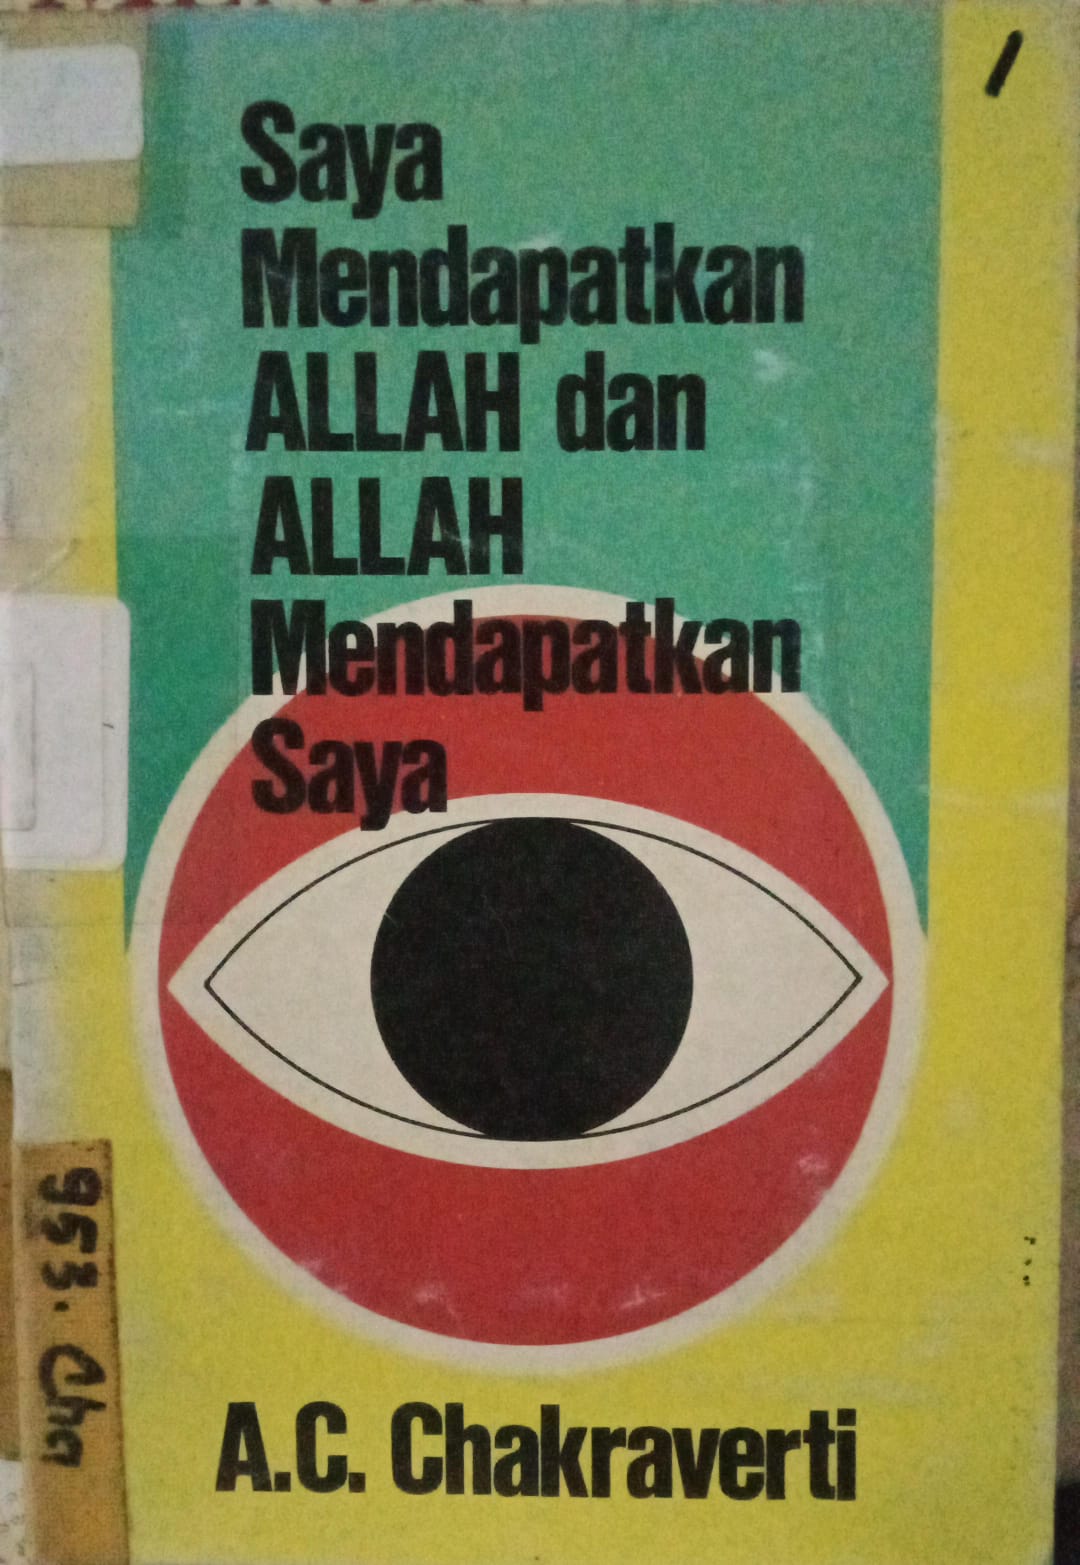 Saya
Mendapatkan
ALLAH dan
ALLAH
Mendapatkan
Saya
A.C. Chakraverti
953. Cha